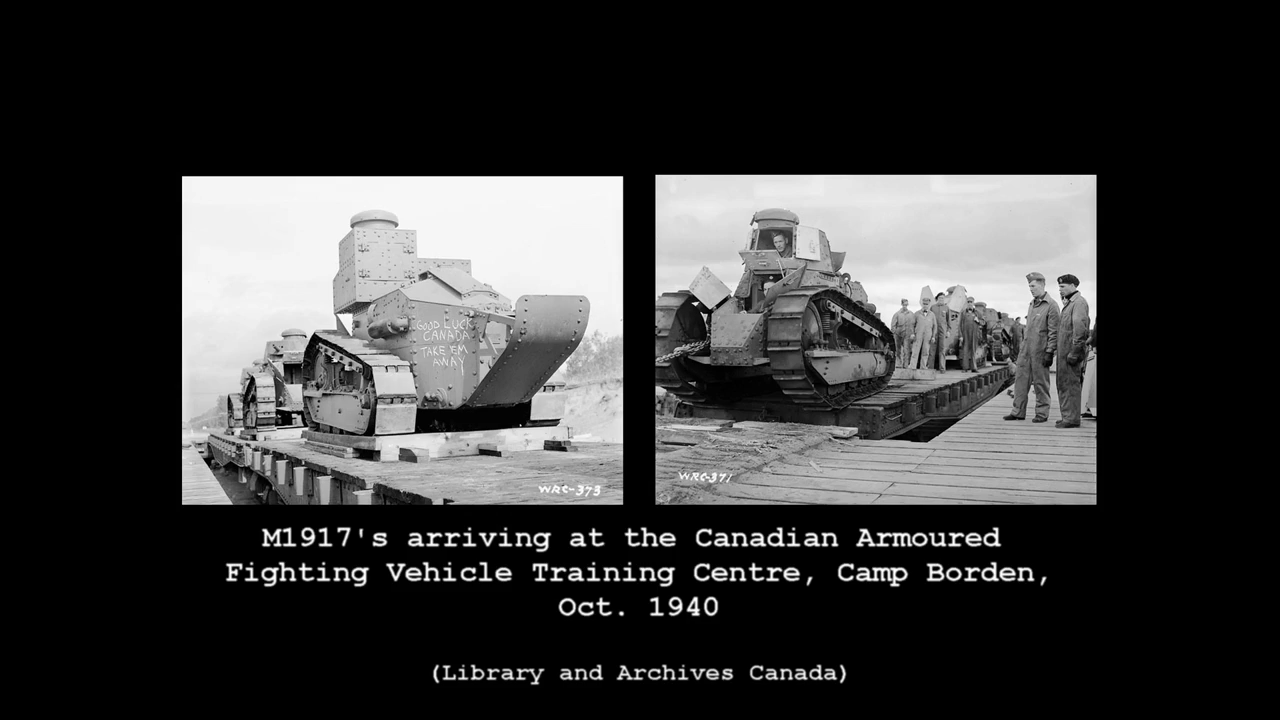 GOOD LUCK
CANADA
TAKE 'EM
AWAY
WRC-373
WRC-371
M1917's arriving at the Canadian Armoured
Fighting Vehicle Training Centre, Camp Borden,
Oct. 1940
(Library and Archives Canada)